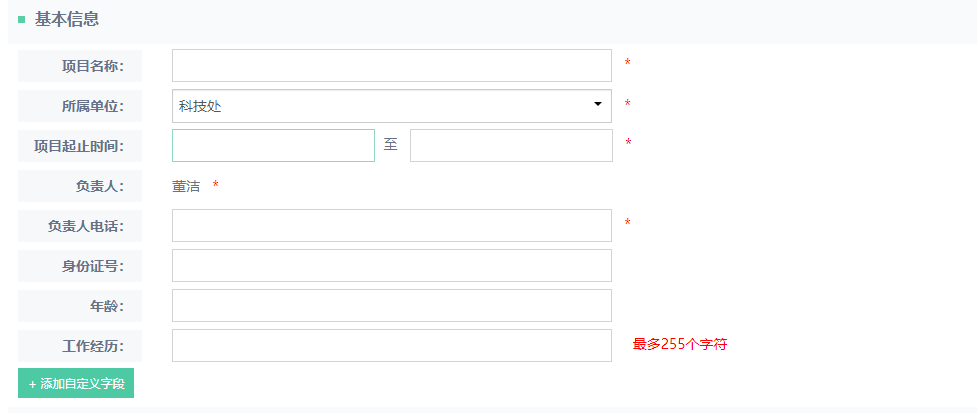 基本信息
项目名称： *
所属单位： 科技处 *
项目起止时间： 至 *
负责人： 董洁 *
负责人电话： *
身份证号：
年龄：
工作经历： 最多255个字符
+ 添加自定义字段